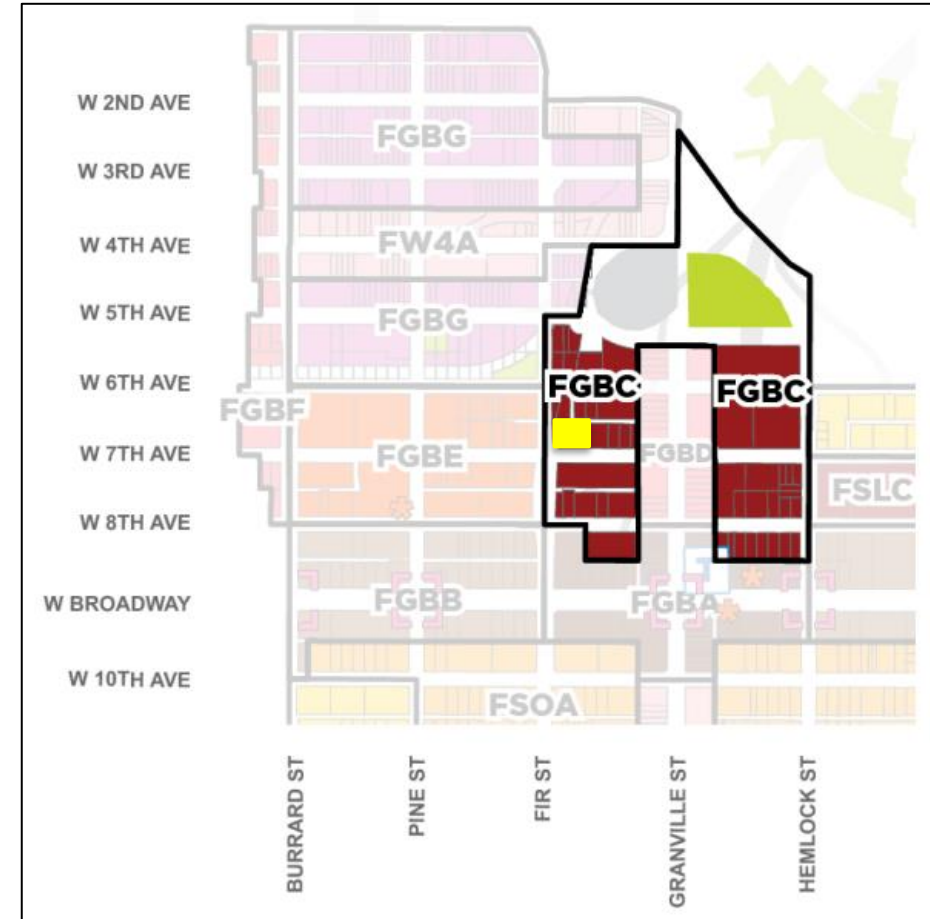 W 2ND AVE
FGBG
W 3RD AVE
W 4TH AVE
FW4A
W 5TH AVE
FGBG
W 6TH AVE
FGBC
FGBC
FGBF
W 7TH AVE
FGBE
FGBD
FSLC
W 8TH AVE
W BROADWAY
FGBB
FGBA
W 10TH AVE
FSOA
BURRARD ST
PINE ST
FIR ST
GRANVILLE ST
HEMLOCK ST